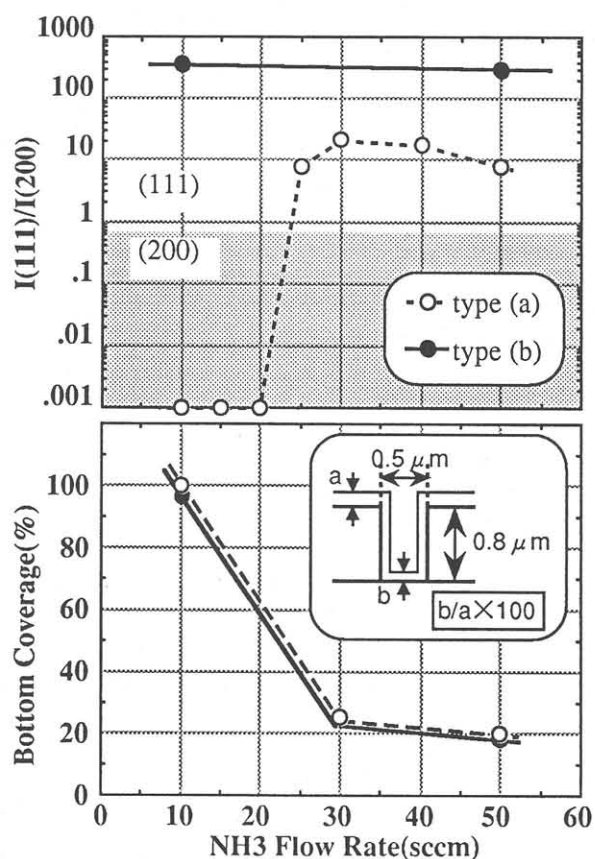 1000
100
10
1
.1
.01
.001
I(111)/I(200)
(111)
(200)
type (a)
type (b)
100
80
60
40
20
0
Bottom Coverage(%)
0.5 μm
a
0.8 μm
b
b/a×100
0 10 20 30 40 50 60
NH3 Flow Rate(sccm)